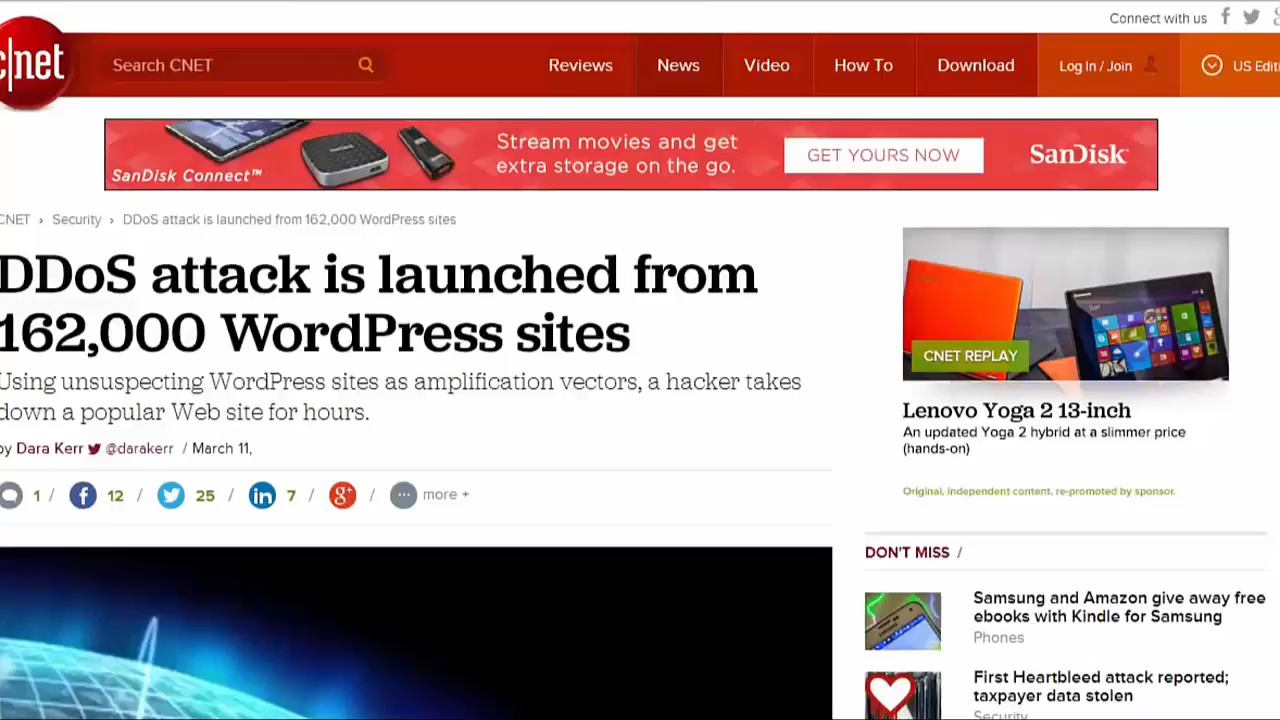 Connect with us
c|net
Search CNET
Reviews
News
Video
How To
Download
Log In / Join
US Editi
SanDisk Connect™
Stream movies and get
extra storage on the go.
GET YOURS NOW
SanDisk
CNET › Security › DDoS attack is launched from 162,000 WordPress sites
DDoS attack is launched from
162,000 WordPress sites
Using unsuspecting WordPress sites as amplification vectors, a hacker takes
down a popular Web site for hours.
by Dara Kerr @darakerr / March 11,
1 / 12 / 25 / 7 / / more +
CNET REPLAY
Lenovo Yoga 2 13-inch
An updated Yoga 2 hybrid at a slimmer price
(hands-on)
Original, independent content, re-promoted by sponsor.
DON'T MISS /
Samsung and Amazon give away free
ebooks with Kindle for Samsung
Phones
First Heartbleed attack reported;
taxpayer data stolen
Security